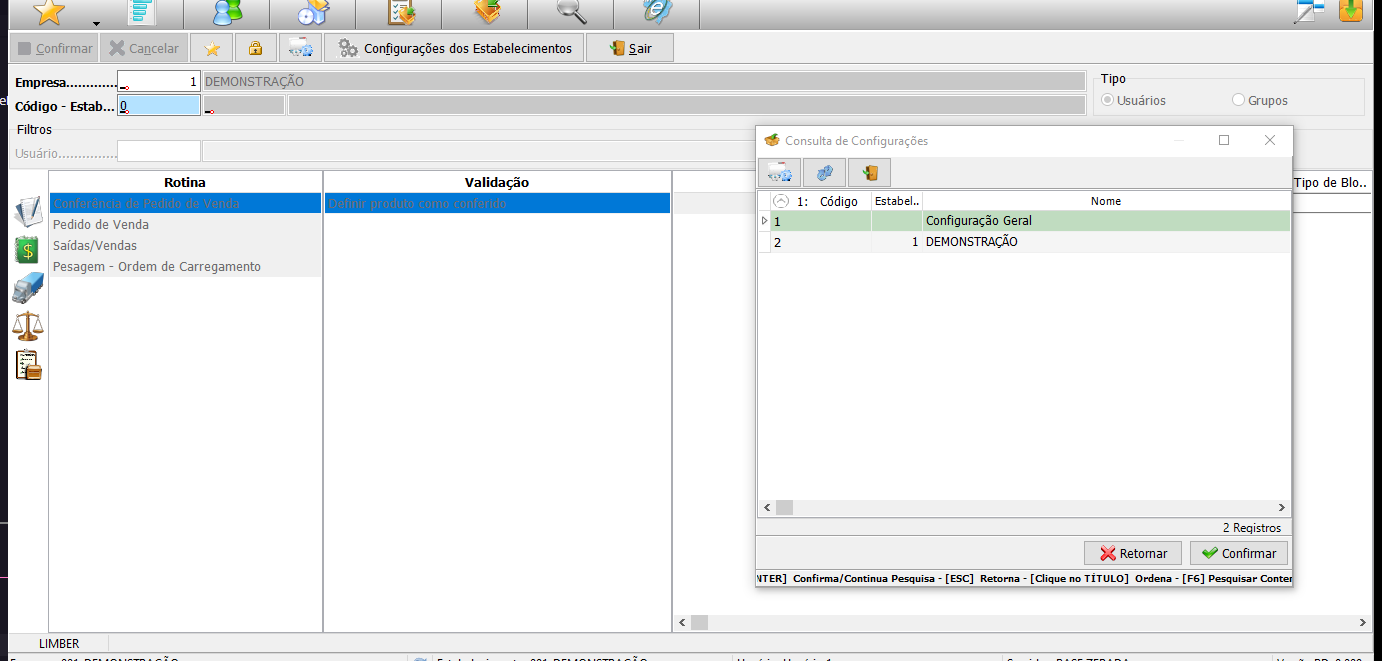 Confirmar Cancelar Configurações dos Estabelecimentos Sair
Empresa............. 1 DEMONSTRAÇÃO
Código - Estab... 0
Tipo
Usuários Grupos
Filtros
Usuário...............
Rotina Validação Tipo de Blo..
Conferência de Pedido de Venda Definir produto como conferido
Pedido de Venda
Saídas/Vendas
Pesagem - Ordem de Carregamento
Consulta de Configurações
1: Código Estabel.. Nome
1 Configuração Geral
2 1 DEMONSTRAÇÃO
2 Registros
Retornar Confirmar
NTER] Confirma/Continua Pesquisa - [ESC] Retorna - [Clique no TÍTULO] Ordena - [F6] Pesquisar Conter
LIMBER